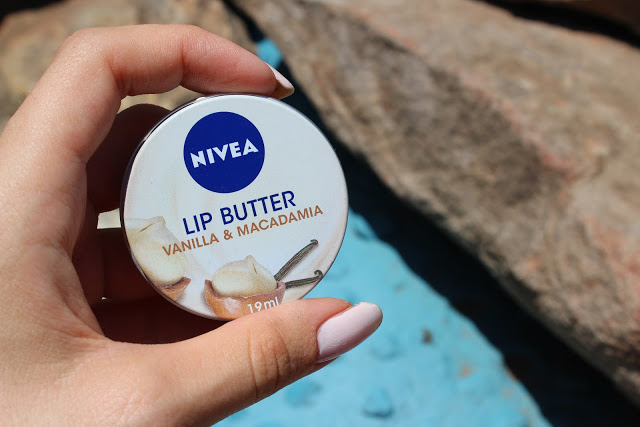 NIVEA
LIP BUTTER
VANILLA & MACADAMIA
19ml